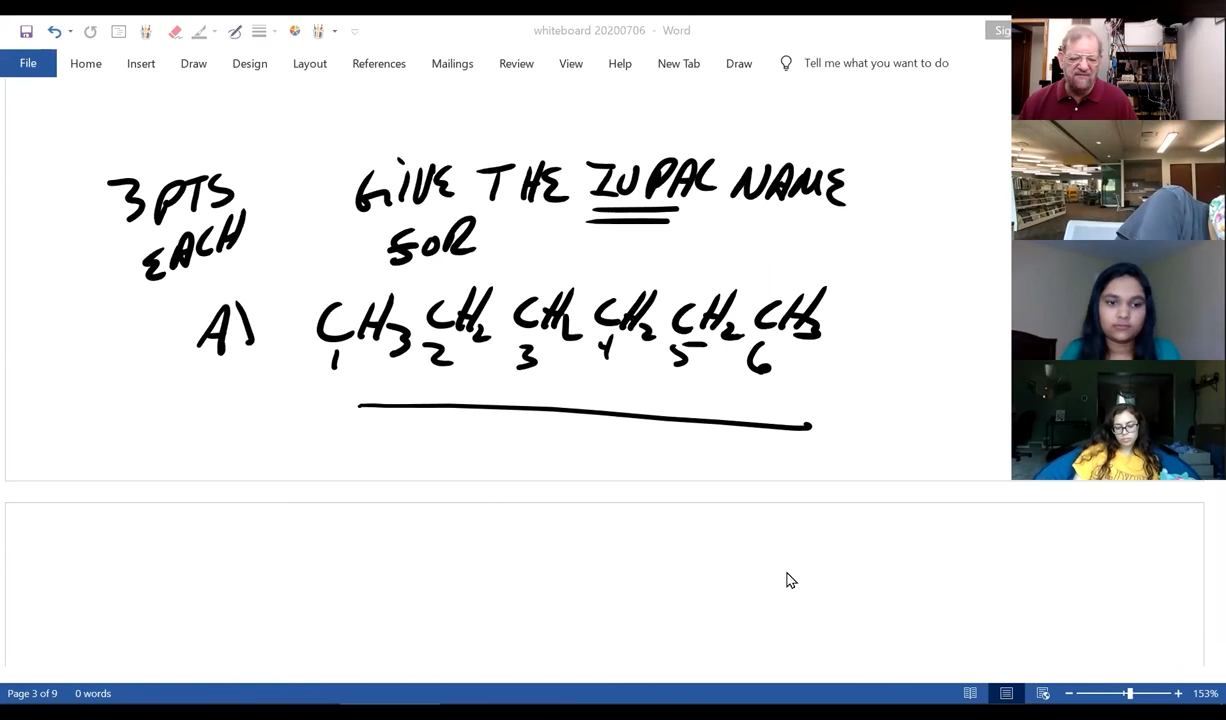 whiteboard 20200706 - Word
Sig
File Home Insert Draw Design Layout References Mailings Review View Help New Tab Draw Tell me what you want to do
3 PTS EACH
GIVE THE IUPAC NAME
FOR
A) CH3 CH2 CH2 CH2 CH2 CH3
1 2 3 4 5 6
Page 3 of 9 0 words 153%